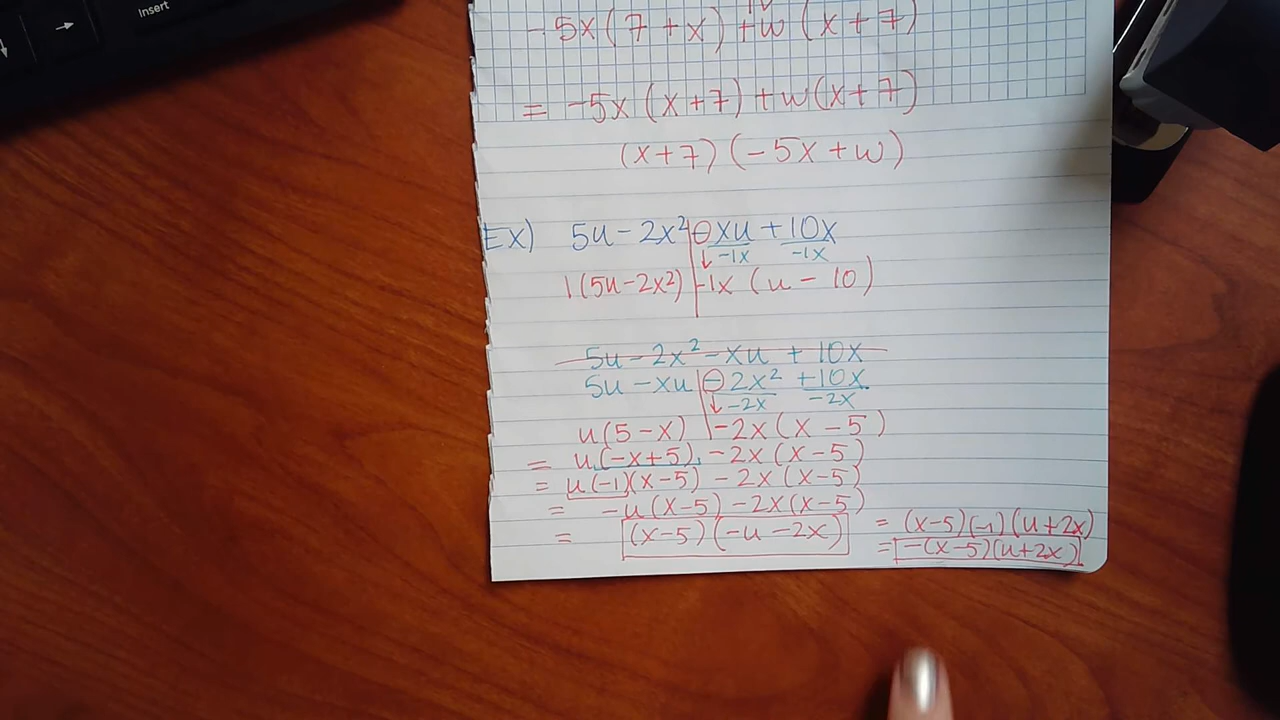 Insert
→
-5x(7+x)+w(x+7)
= -5x(x+7)+w(x+7)
(x+7)(-5x+w)
EX) 5u-2x²⊖xu+10x
↓-1x -1x
1(5u-2x²)-1x(u-10)
5u-2x²-xu+10x
5u-xu⊖2x²+10x
↓-2x -2x
u(5-x)-2x(x-5)
= u(-x+5)-2x(x-5)
= u(-1)(x-5)-2x(x-5)
= -u(x-5)-2x(x-5)
= (x-5)(-u-2x)
= (x-5)(-1)(u+2x)
= -(x-5)(u+2x)